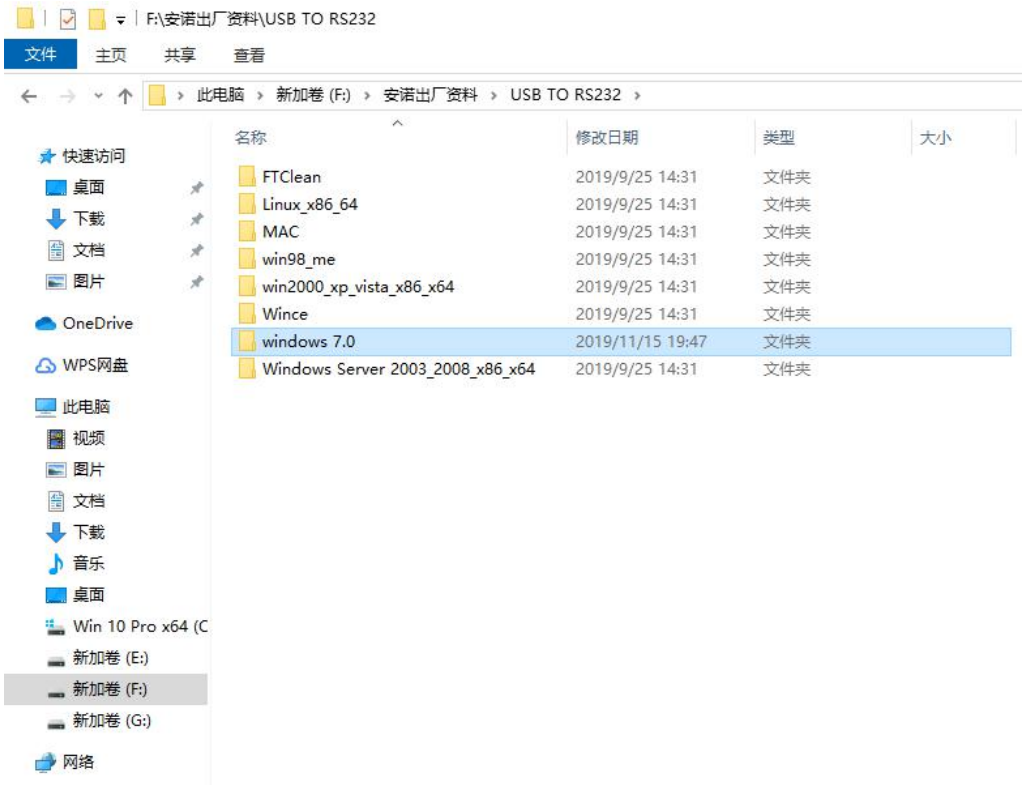 F:\安诺出厂资料\USB TO RS232
文件 主页 共享 查看
此电脑 > 新加卷 (F:) > 安诺出厂资料 > USB TO RS232 >
名称 修改日期 类型 大小
快速访问
桌面
下载
文档
图片
OneDrive
WPS网盘
此电脑
视频
图片
文档
下载
音乐
桌面
Win 10 Pro x64 (C
新加卷 (E:)
新加卷 (F:)
新加卷 (G:)
网络
FTClean 2019/9/25 14:31 文件夹
Linux_x86_64 2019/9/25 14:31 文件夹
MAC 2019/9/25 14:31 文件夹
win98_me 2019/9/25 14:31 文件夹
win2000_xp_vista_x86_x64 2019/9/25 14:31 文件夹
Wince 2019/9/25 14:31 文件夹
windows 7.0 2019/11/15 19:47 文件夹
Windows Server 2003_2008_x86_x64 2019/9/25 14:31 文件夹